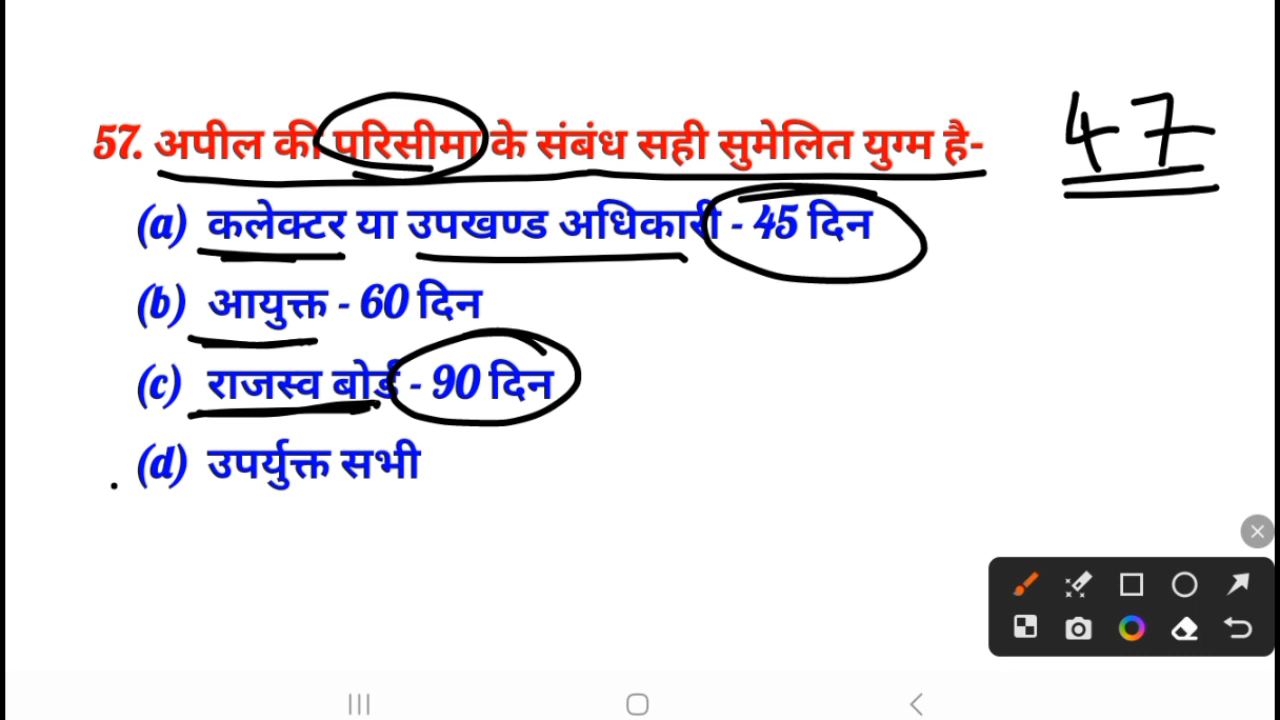 57. अपील की परिसीमा के संबंध सही सुमेलित युग्म है-
47
(a) कलेक्टर या उपखण्ड अधिकारी - 45 दिन
(b) आयुक्त - 60 दिन
(c) राजस्व बोर्ड - 90 दिन
(d) उपर्युक्त सभी